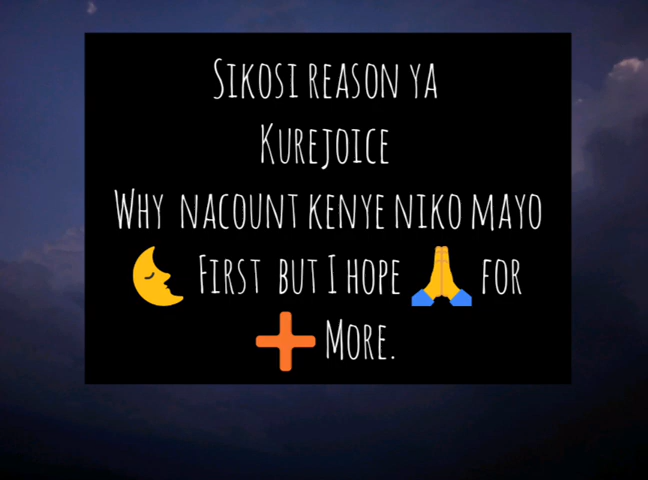 Sikosi reason ya
Kurejoice
Why nacount kenye niko mayo
🌜 First but I hope 🙏 for
➕ More.